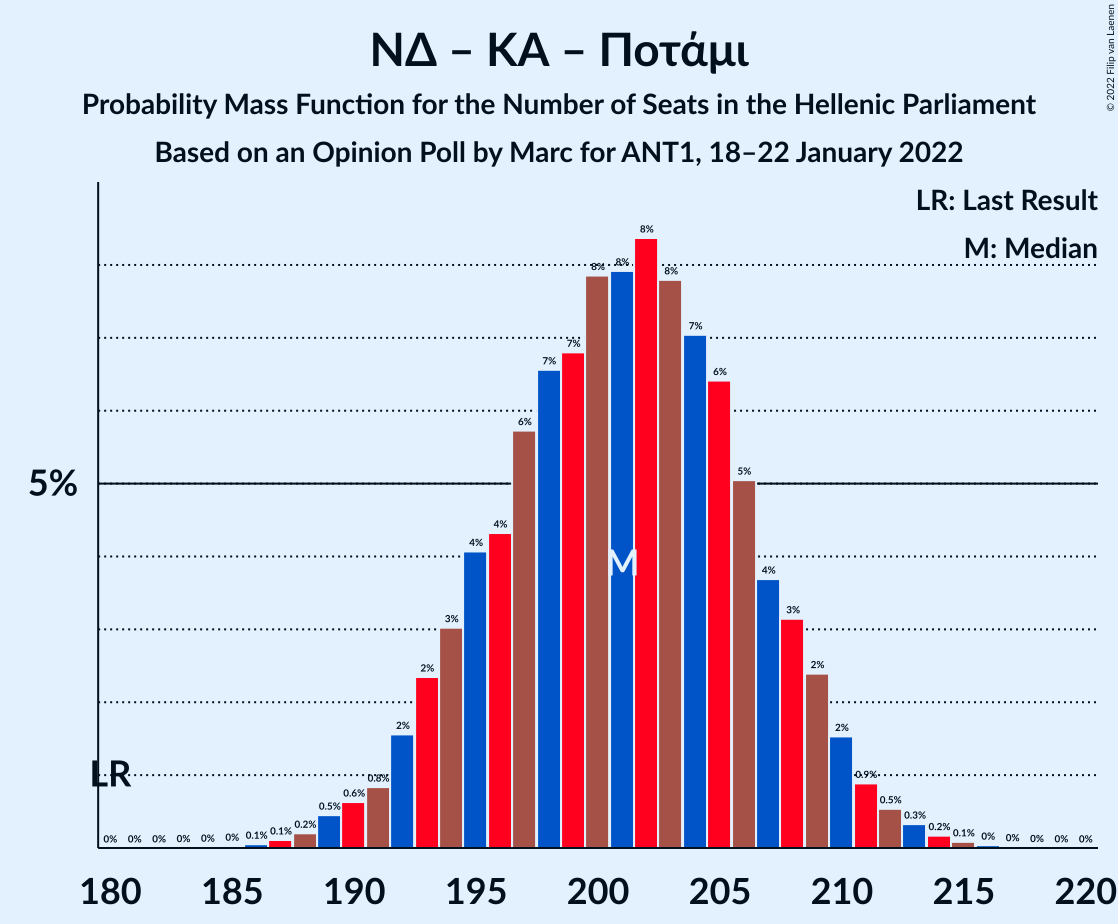 ΝΔ – ΚΑ – Ποτάμι
Probability Mass Function for the Number of Seats in the Hellenic Parliament
Based on an Opinion Poll by Marc for ANT1, 18–22 January 2022
© 2022 Filip van Laenen
LR: Last Result
M: Median
5%
LR
M
0% 0% 0% 0% 0% 0% 0.1% 0.1% 0.2% 0.5% 0.6% 0.8% 2% 2% 3% 4% 4% 6% 7% 7% 8% 8% 8% 8% 7% 6% 5% 4% 3% 2% 2% 0.9% 0.5% 0.3% 0.2% 0.1% 0% 0% 0% 0% 0%
180 185 190 195 200 205 210 215 220